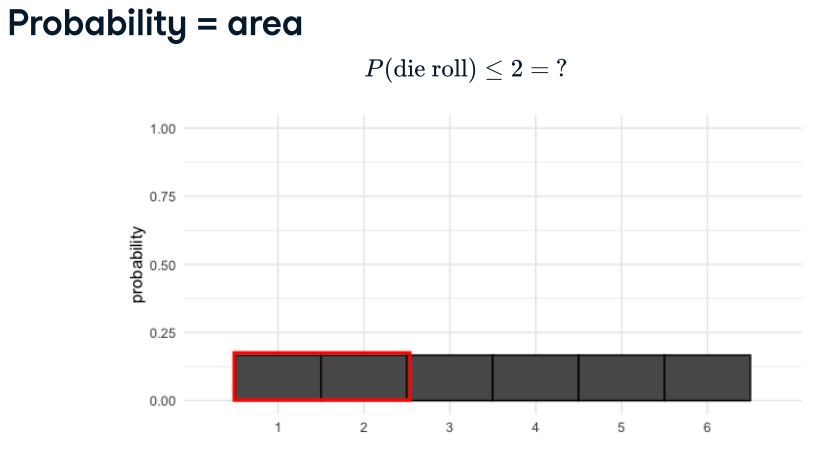 Probability = area
P(die roll) ≤ 2 = ?
1.00
0.75
probability
0.50
0.25
0.00
1 2 3 4 5 6